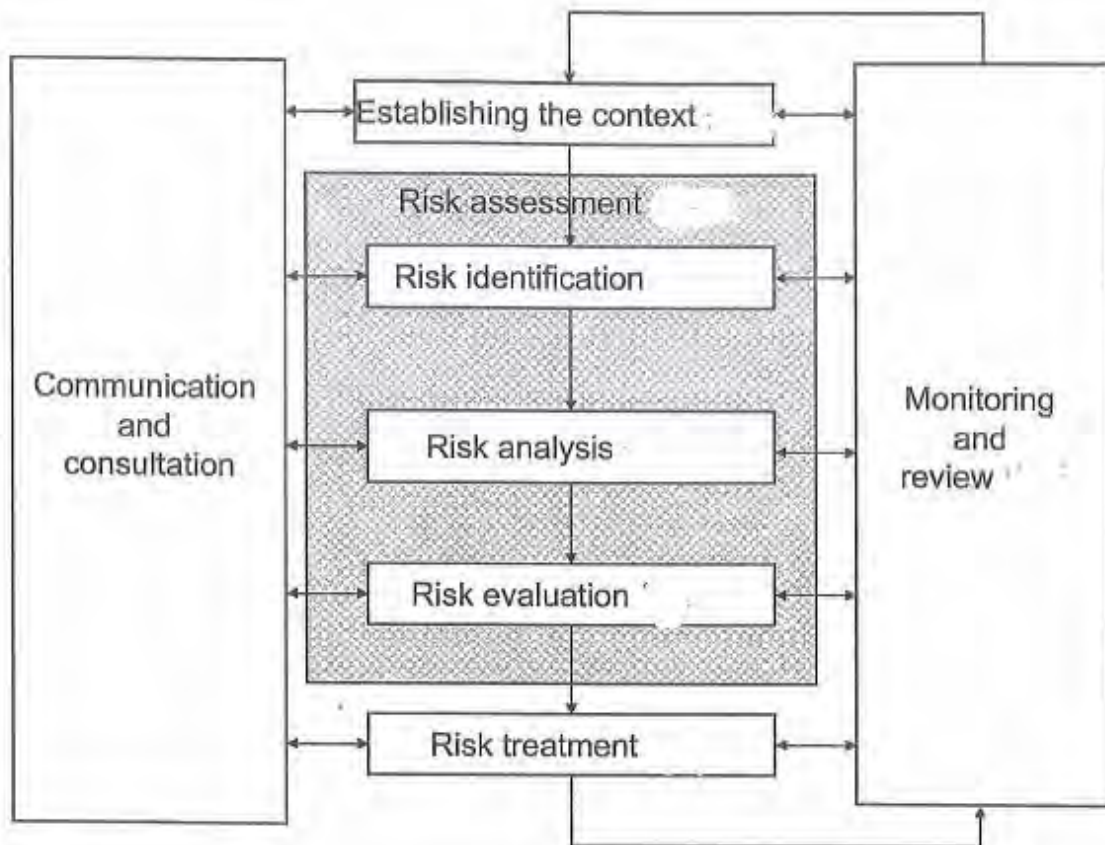 Establishing the context
Risk assessment
Risk identification
Communication
and
consultation
Risk analysis
Monitoring
and
review
Risk evaluation
Risk treatment